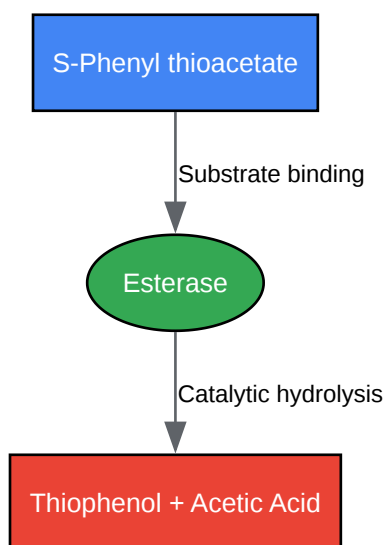 S-Phenyl thioacetate
Substrate binding
Esterase
Catalytic hydrolysis
Thiophenol + Acetic Acid